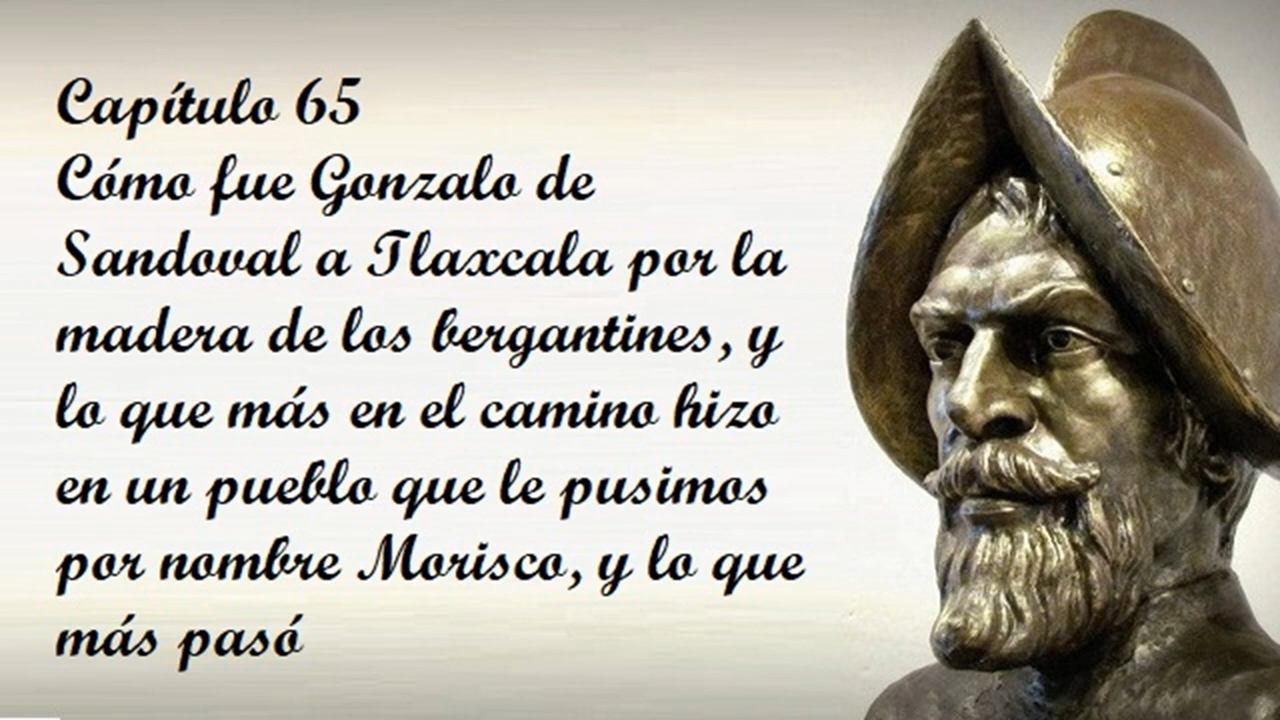 Capítulo 65
Cómo fue Gonzalo de
Sandoval a Tlaxcala por la
madera de los bergantines, y
lo que más en el camino hizo
en un pueblo que le pusimos
por nombre Morisco, y lo que
más pasó